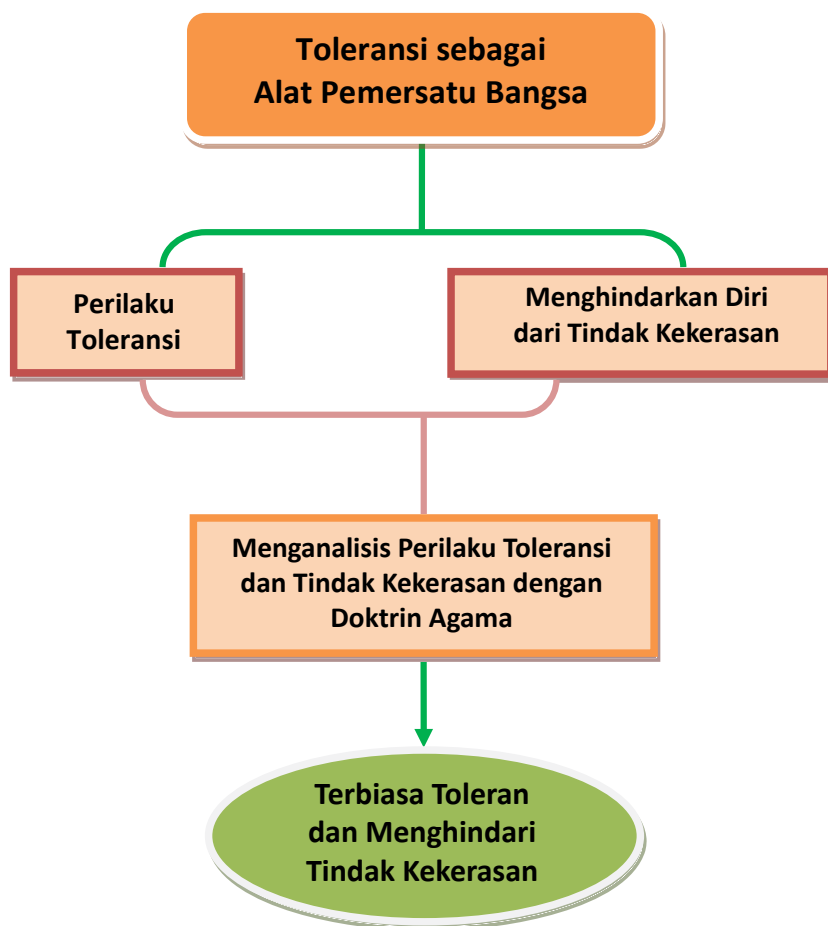 Toleransi sebagai
Alat Pemersatu Bangsa
Perilaku
Toleransi
Menghindarkan Diri
dari Tindak Kekerasan
Menganalisis Perilaku Toleransi
dan Tindak Kekerasan dengan
Doktrin Agama
Terbiasa Toleran
dan Menghindari
Tindak Kekerasan